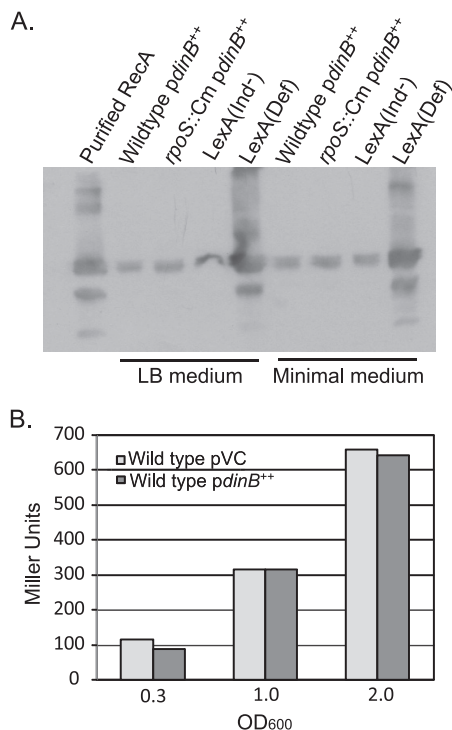 A.
Purified RecA
Wildtype pdinB++
rpoS::Cm pdinB++
LexA(Ind-)
LexA(Def)
Wildtype pdinB++
rpoS::Cm pdinB++
LexA(Ind-)
LexA(Def)
LB medium
Minimal medium
B.
Miller Units
700
600
500
400
300
200
100
0
Wild type pVC
Wild type pdinB++
0.3
1.0
2.0
OD600